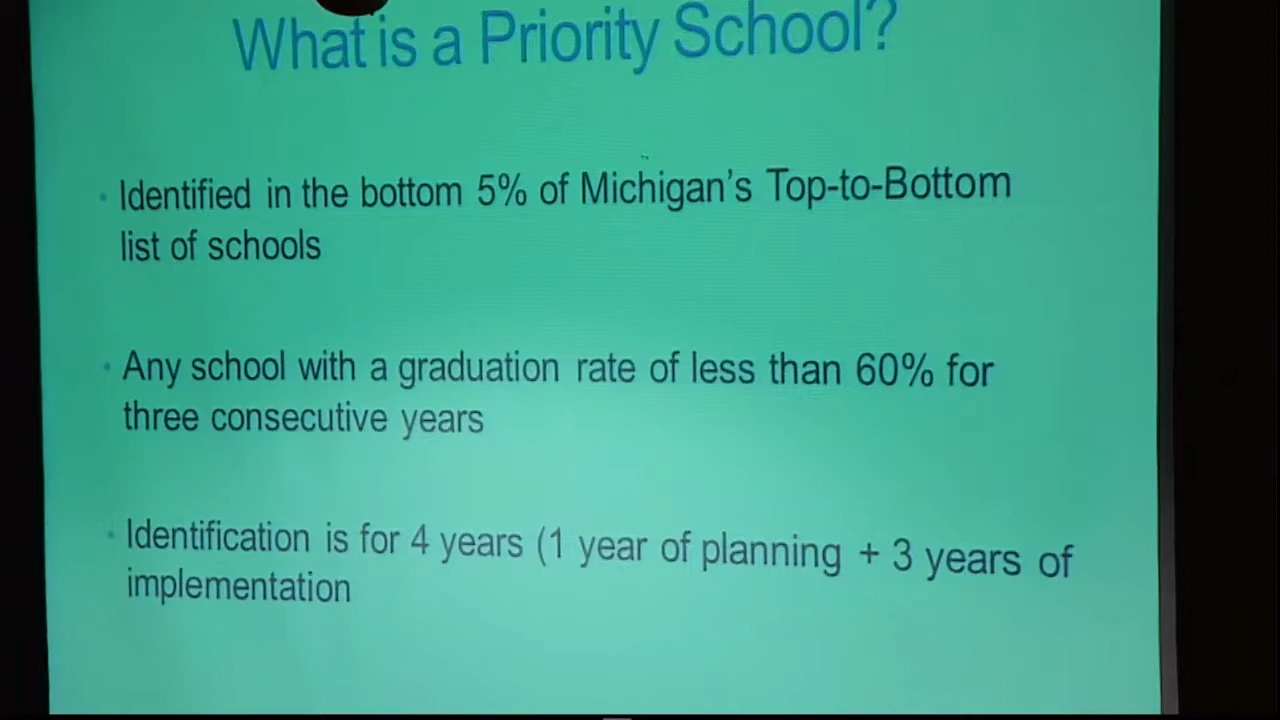 What is a Priority School?
· Identified in the bottom 5% of Michigan's Top-to-Bottom
list of schools
· Any school with a graduation rate of less than 60% for
three consecutive years
· Identification is for 4 years (1 year of planning + 3 years of
implementation